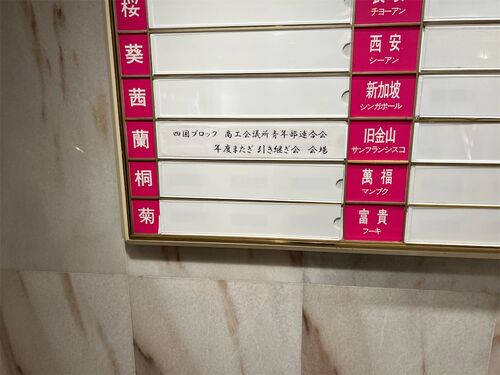 桜
葵
茜
蘭
四国ブロック 商工会議所青年部連合会
年度またぎ 引き継ぎ会 会場
桐
菊
チョーアン
西安
シーアン
新加坡
シンガポール
旧金山
サンフランシスコ
萬福
マンプク
富貴
フーキ